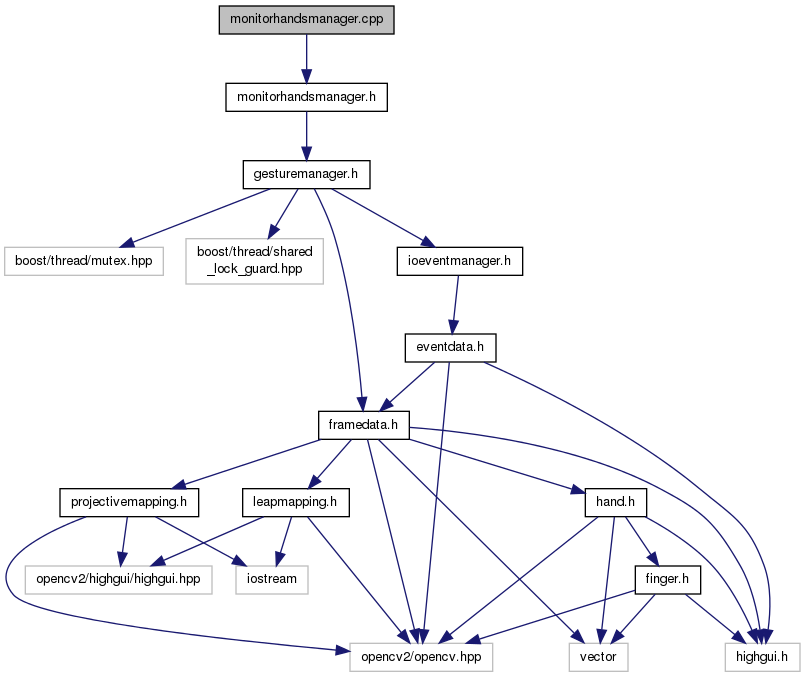 monitorhandsmanager.cpp
monitorhandsmanager.h
gesturemanager.h
boost/thread/mutex.hpp
boost/thread/shared
_lock_guard.hpp
ioeventmanager.h
eventdata.h
framedata.h
projectivemapping.h
leapmapping.h
hand.h
opencv2/highgui/highgui.hpp
iostream
finger.h
opencv2/opencv.hpp
vector
highgui.h